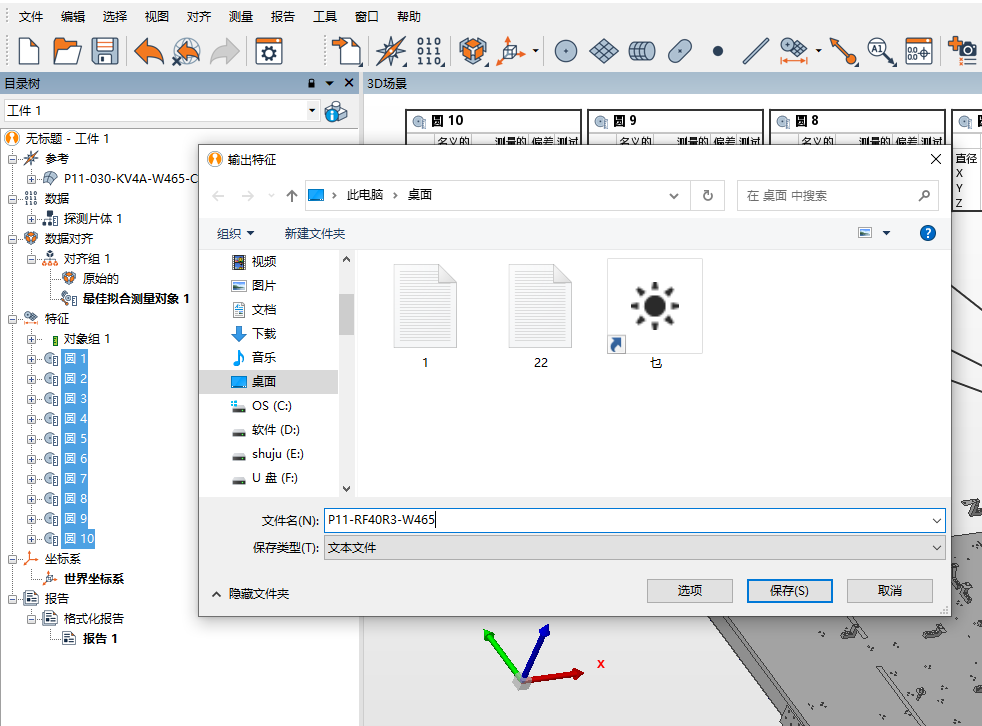 文件 编辑 选择 视图 对齐 测量 报告 工具 窗口 帮助
目录树
3D场景
工件 1
无标题 - 工件 1
参考
P11-030-KV4A-W465-C
数据
探测片体 1
数据对齐
对齐组 1
原始的
最佳拟合测量对象 1
特征
对象组 1
圆 1
圆 2
圆 3
圆 4
圆 5
圆 6
圆 7
圆 8
圆 9
圆 10
坐标系
世界坐标系
报告
格式化报告
报告 1
圆 10 圆 9 圆 8
名义的 测量的 偏差 测试 名义的 测量的 偏差 测试 名义的 测量的 偏差 测试
直径
X
Y
Z
输出特征
此电脑 桌面
在 桌面 中搜索
组织 新建文件夹
视频
图片
文档
下载
音乐
桌面
OS (C:)
软件 (D:)
shuju (E:)
U 盘 (F:)
1 22 乜
文件名(N): P11-RF40R3-W465
保存类型(T): 文本文件
隐藏文件夹 选项 保存(S) 取消
X